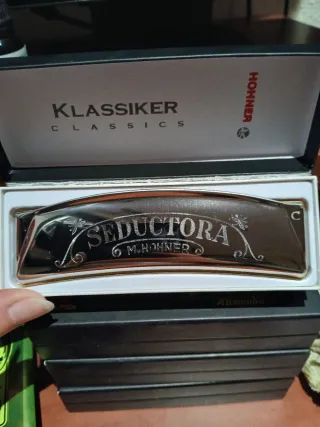 KLASSIKER
CLASSICS
HOHNER
C
SEDUCTORA
M. HOHNER